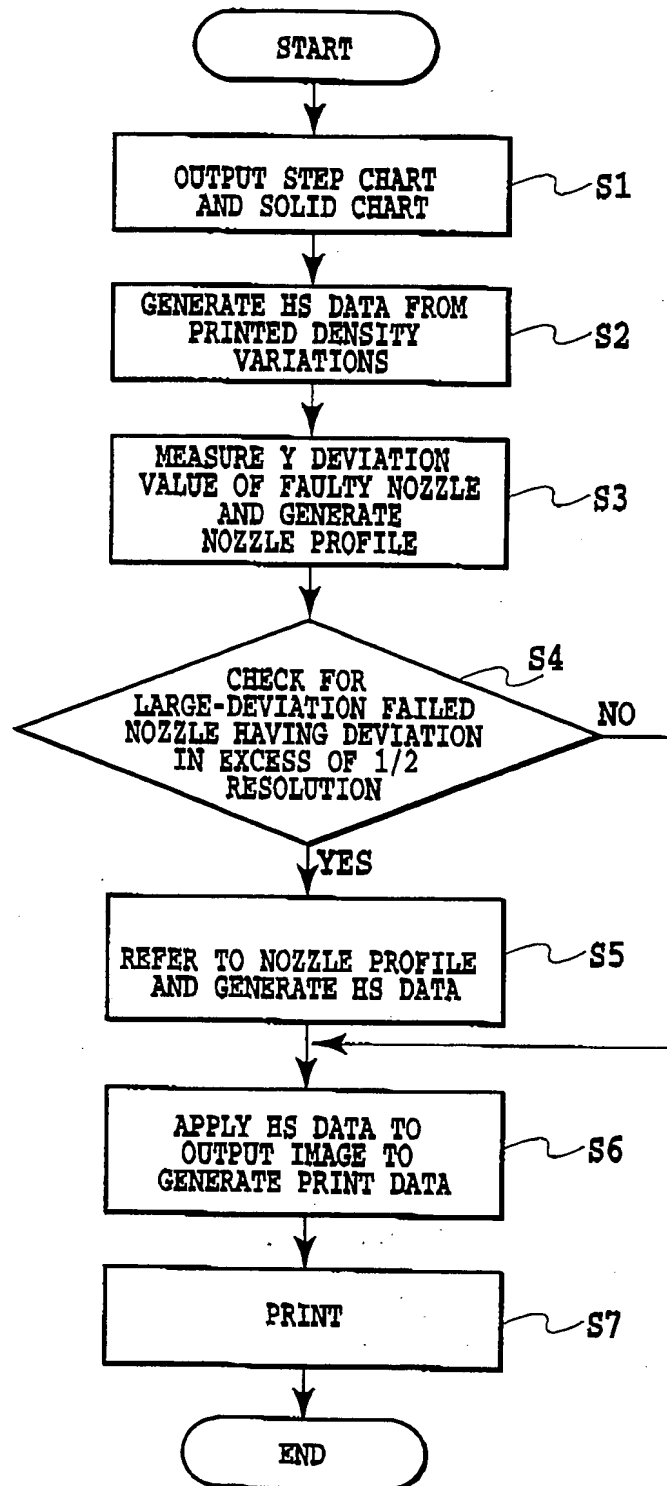 START
OUTPUT STEP CHART
AND SOLID CHART
S1
GENERATE HS DATA FROM
PRINTED DENSITY
VARIATIONS
S2
MEASURE Y DEVIATION
VALUE OF FAULTY NOZZLE
AND GENERATE
NOZZLE PROFILE
S3
S4
CHECK FOR
LARGE-DEVIATION FAILED
NOZZLE HAVING DEVIATION
IN EXCESS OF 1/2
RESOLUTION
NO
YES
REFER TO NOZZLE PROFILE
AND GENERATE HS DATA
S5
APPLY HS DATA TO
OUTPUT IMAGE TO
GENERATE PRINT DATA
S6
PRINT
S7
END